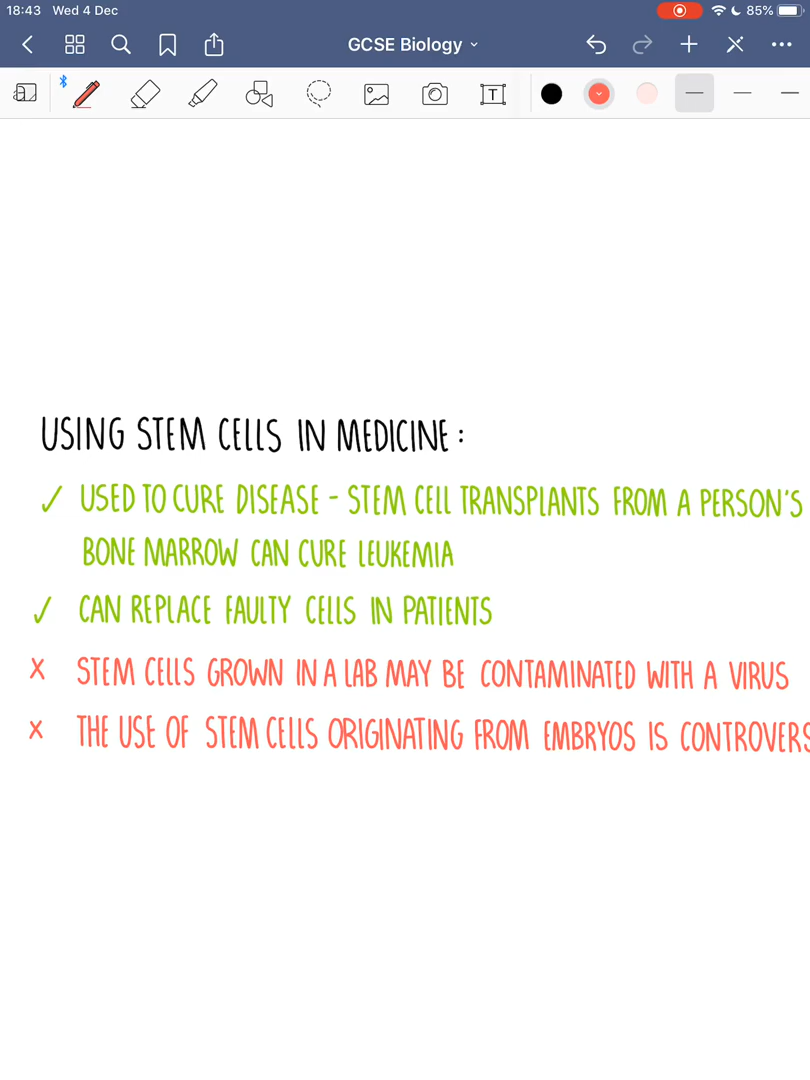 18:43 Wed 4 Dec 85%
GCSE Biology
T
USING STEM CELLS IN MEDICINE:
✓ USED TO CURE DISEASE - STEM CELL TRANSPLANTS FROM A PERSON'S
BONE MARROW CAN CURE LEUKEMIA
✓ CAN REPLACE FAULTY CELLS IN PATIENTS
X STEM CELLS GROWN IN A LAB MAY BE CONTAMINATED WITH A VIRUS
X THE USE OF STEM CELLS ORIGINATING FROM EMBRYOS IS CONTROVERS